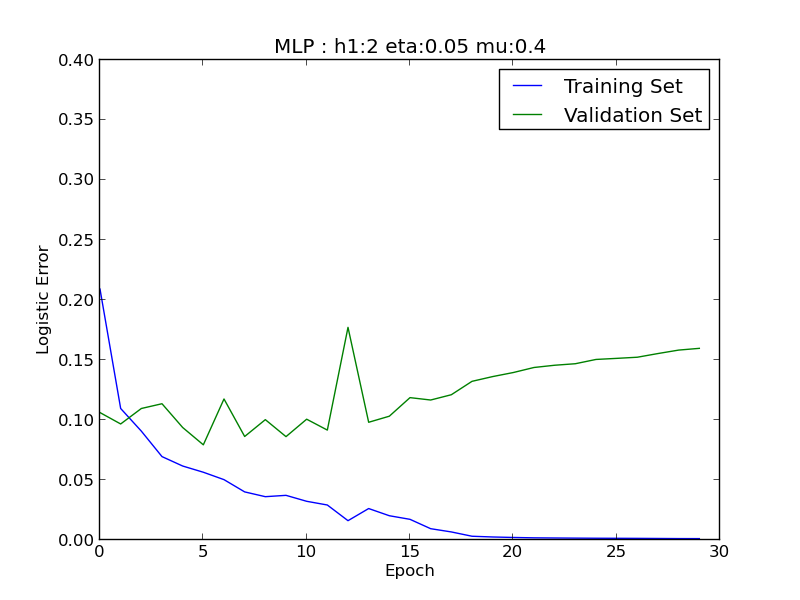 MLP : h1:2 eta:0.05 mu:0.4
Training Set
Validation Set
0.40
0.35
0.30
0.25
0.20
0.15
0.10
0.05
0.00
Logistic Error
0 5 10 15 20 25 30
Epoch